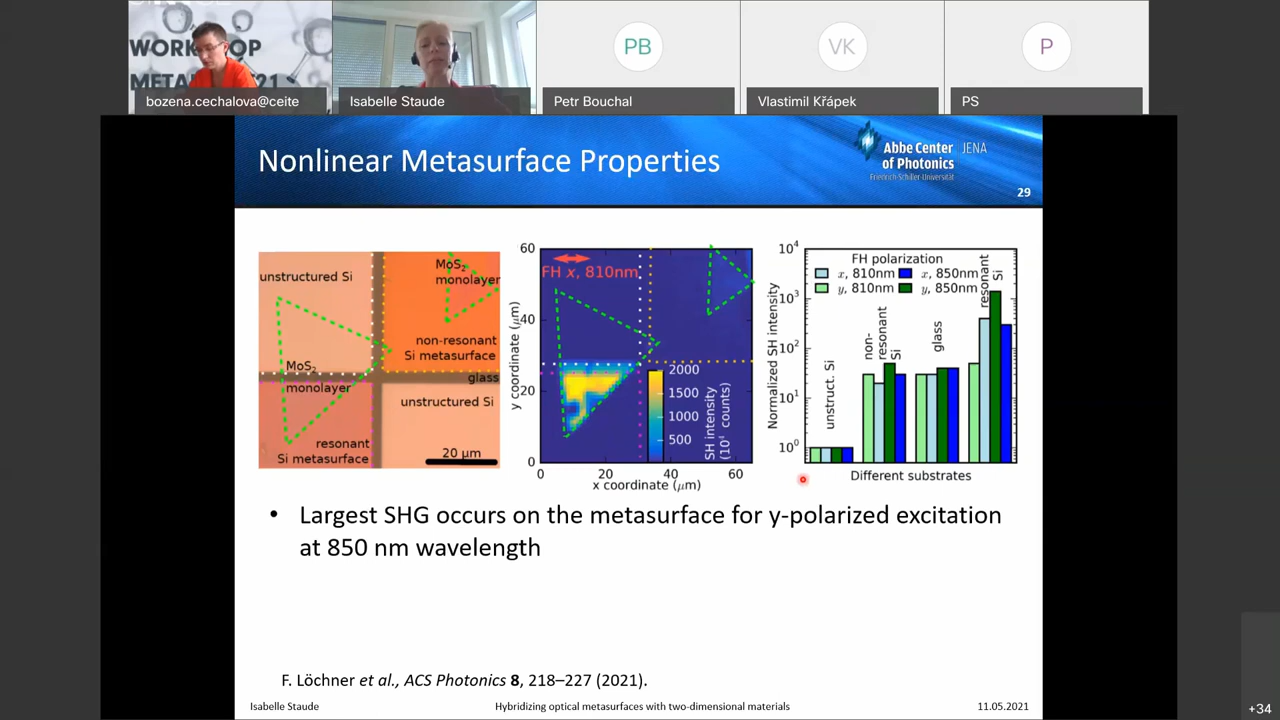 WORKSHOP
bozena.cechalova@ceite
Isabelle Staude
PB
Petr Bouchal
VK
Vlastimil Křápek
P
PS
Nonlinear Metasurface Properties
Abbe Center
of Photonics
JENA
Friedrich-Schiller-Universität
29
unstructured Si
MoS2
monolayer
non-resonant
Si metasurface
MoS2
monolayer
glass
unstructured Si
resonant
Si metasurface
20 μm
FH x, 810nm
60
40
20
0
y coordinate (μm)
0 20 40 60
x coordinate (μm)
2000
1500
1000
500
SH intensity
(10¹ counts)
10⁴
10³
10²
10¹
10⁰
Normalized SH intensity
FH polarization
x, 810nm
x, 850nm
y, 810nm
y, 850nm
unstruct. Si
non-
resonant
Si
glass
resonant
Si
Different substrates
• Largest SHG occurs on the metasurface for y-polarized excitation
at 850 nm wavelength
F. Löchner et al., ACS Photonics 8, 218–227 (2021).
Isabelle Staude
Hybridizing optical metasurfaces with two-dimensional materials
11.05.2021
+34